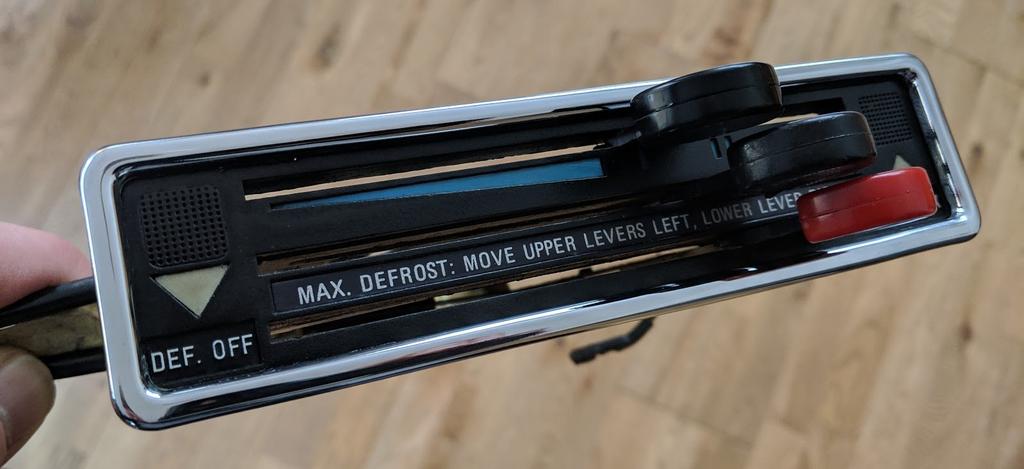 MAX. DEFROST: MOVE UPPER LEVERS LEFT, LOWER LEVER
DEF. OFF